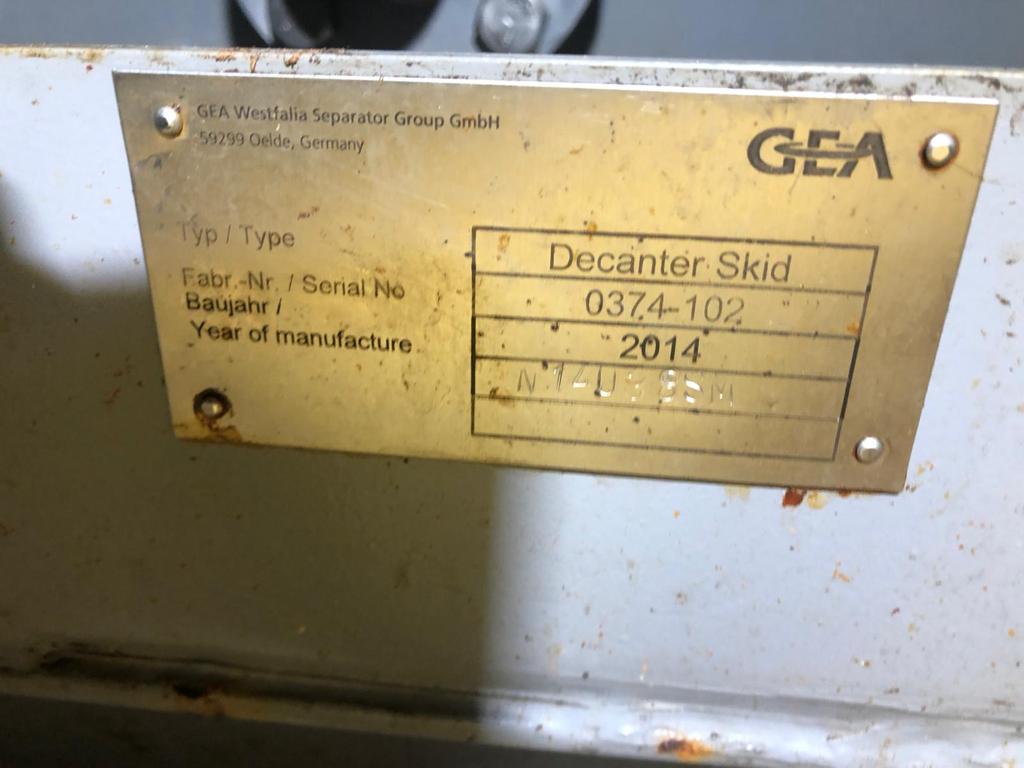 GEA Westfalia Separator Group GmbH
59299 Oelde, Germany
GEA
Typ / Type
Decanter Skid
Fabr.-Nr. / Serial No
0374-102
Baujahr /
Year of manufacture
2014